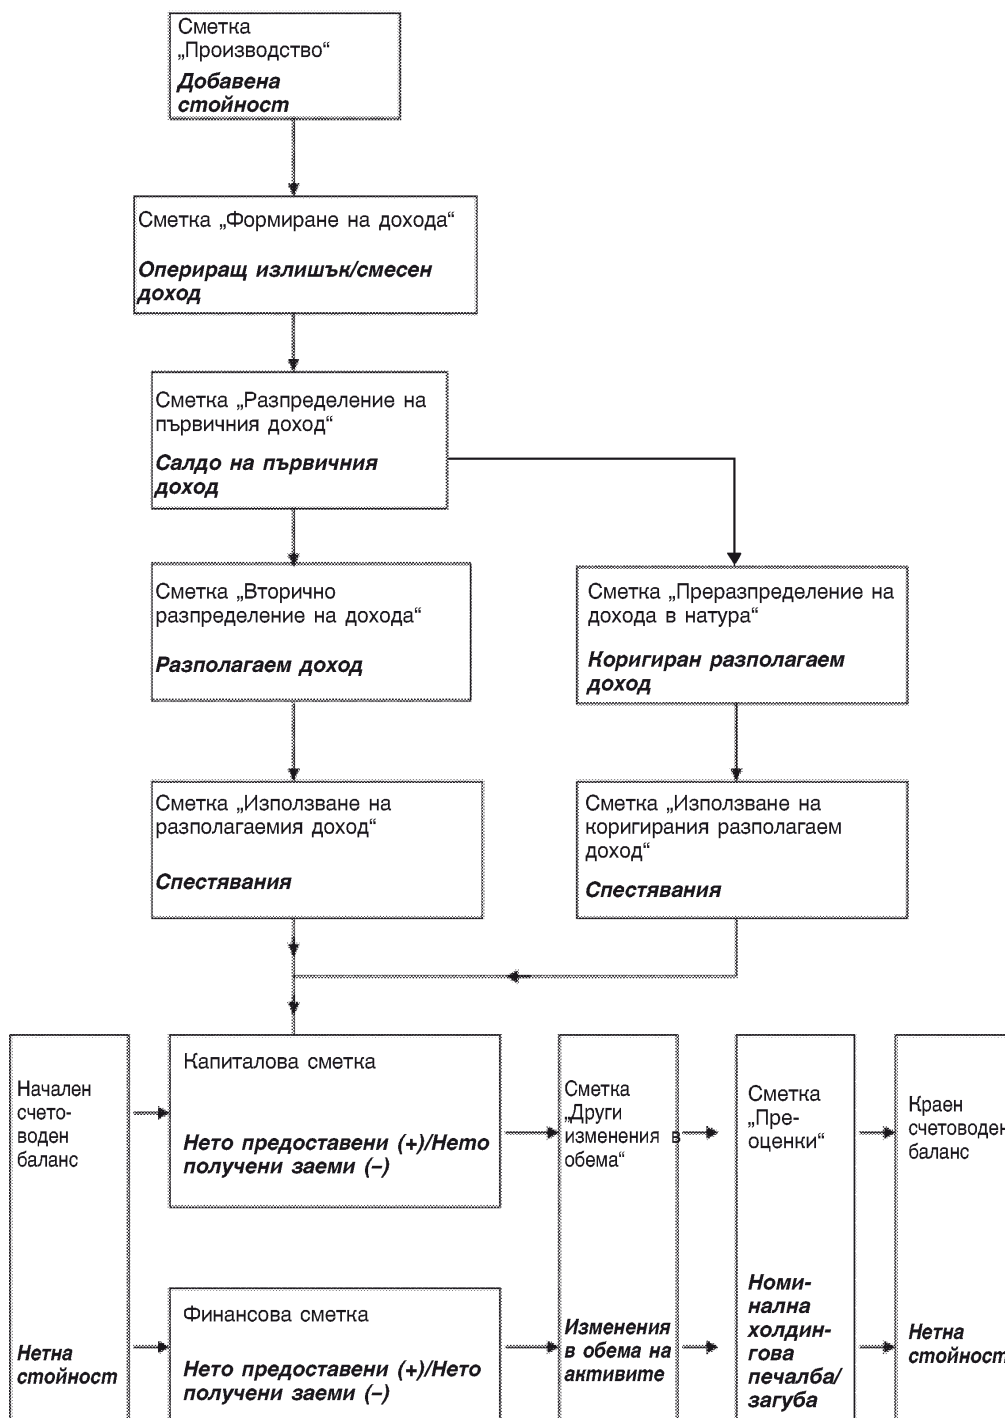 Сметка
„Производство“
Добавена
стойност
Сметка „Формиране на дохода“
Опериращ излишък/смесен
доход
Сметка „Разпределение на
първичния доход“
Салдо на първичния
доход
Сметка „Вторично
разпределение на дохода“
Разполагаем доход
Сметка „Преразпределение на
дохода в натура“
Коригиран разполагаем
доход
Сметка „Използване на
разполагаемия доход“
Спестявания
Сметка „Използване на
коригирания разполагаем
доход“
Спестявания
Начален
счето-
воден
баланс
Нетна
стойност
Капиталова сметка
Нето предоставени (+)/Нето
получени заеми (–)
Финансова сметка
Нето предоставени (+)/Нето
получени заеми (–)
Сметка
„Други
изменения в
обема“
Изменения
в обема на
активите
Сметка
„Пре-
оценки“
Номи-
нална
холдин-
гова
печалба/
загуба
Краен
счетоводен
баланс
Нетна
стойност